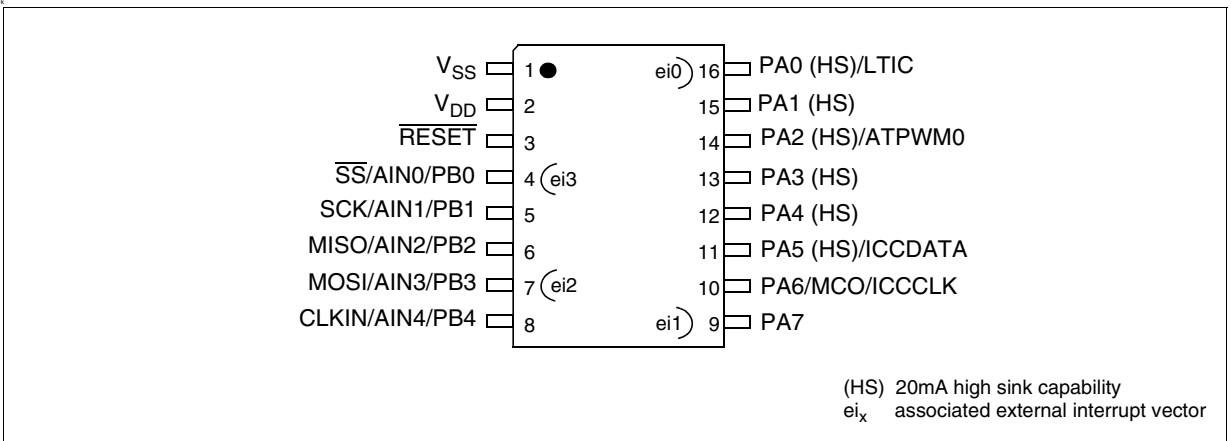 V_SS 1 ei0 16 PA0 (HS)/LTIC
V_DD 2 15 PA1 (HS)
RESET 3 14 PA2 (HS)/ATPWM0
SS/AIN0/PB0 4 ei3 13 PA3 (HS)
SCK/AIN1/PB1 5 12 PA4 (HS)
MISO/AIN2/PB2 6 11 PA5 (HS)/ICCDATA
MOSI/AIN3/PB3 7 ei2 10 PA6/MCO/ICCCLK
CLKIN/AIN4/PB4 8 ei1 9 PA7
(HS) 20mA high sink capability
ei_x associated external interrupt vector